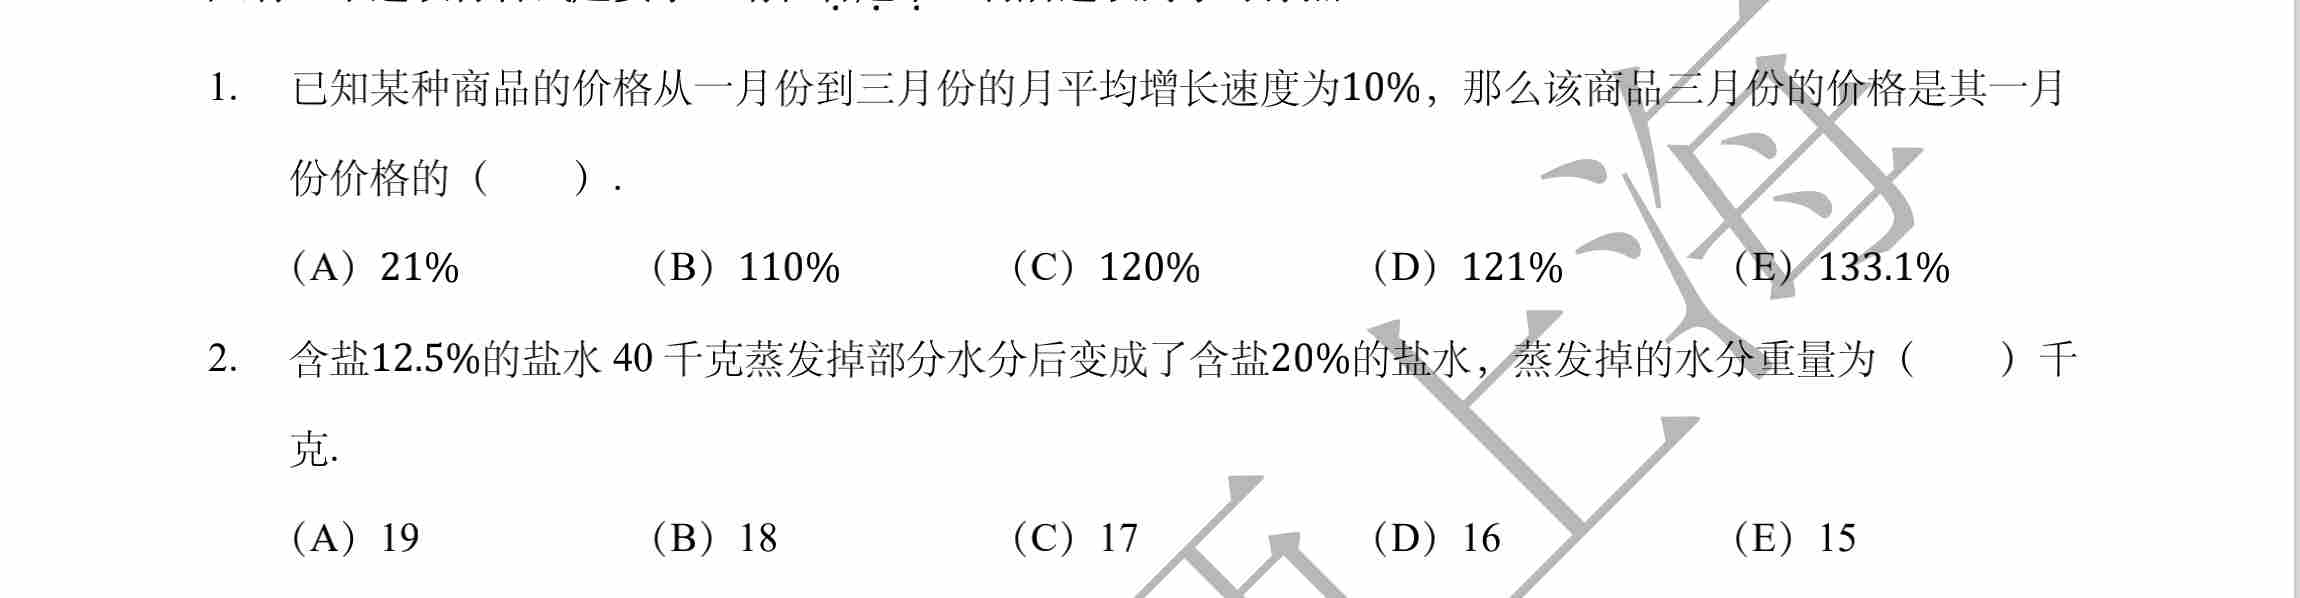 1. 已知某种商品的价格从一月份到三月份的月平均增长速度为10%，那么该商品三月份的价格是其一月
份价格的（　　）.
（A）21% （B）110% （C）120% （D）121% （E）133.1%
2. 含盐12.5%的盐水 40 千克蒸发掉部分水分后变成了含盐20%的盐水，蒸发掉的水分重量为（　　）千
克.
（A）19 （B）18 （C）17 （D）16 （E）15
上海